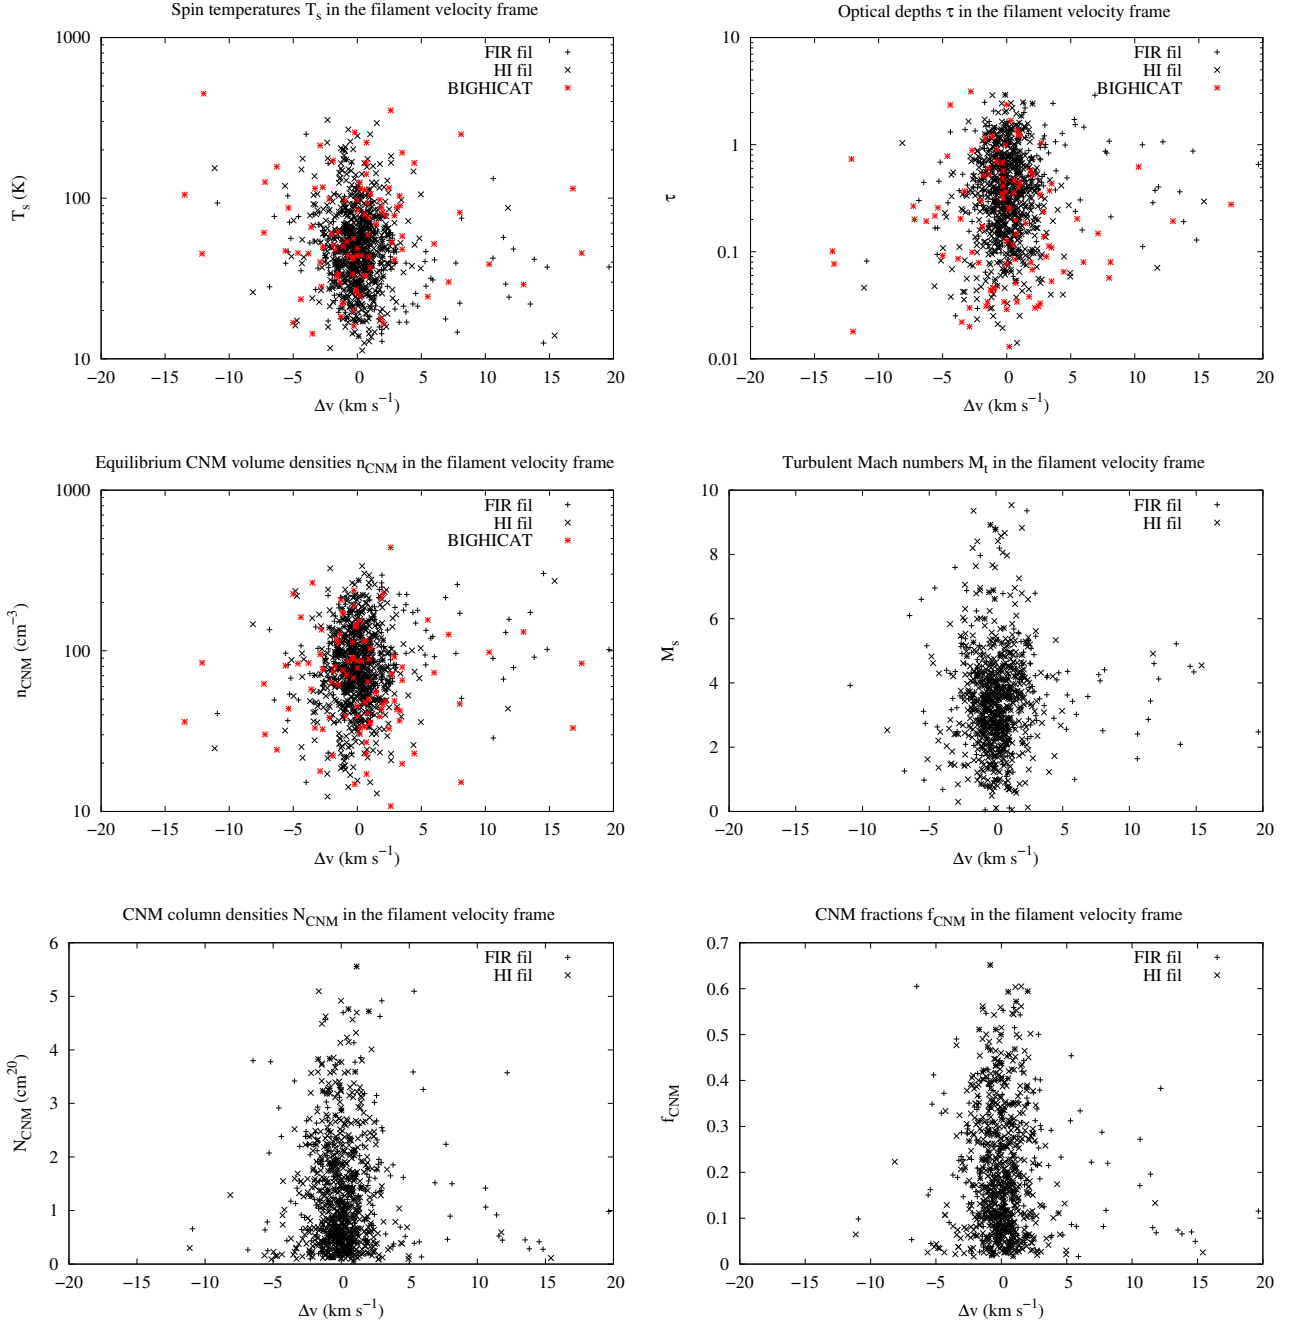 Spin temperatures T_s in the filament velocity frame
1000
100
10
T_s (K)
FIR fil
HI fil
BIGHICAT
−20 −15 −10 −5 0 5 10 15 20
Δv (km s⁻¹)
Optical depths τ in the filament velocity frame
10
1
0.1
0.01
τ
FIR fil
HI fil
BIGHICAT
−20 −15 −10 −5 0 5 10 15 20
Δv (km s⁻¹)
Equilibrium CNM volume densities n_CNM in the filament velocity frame
1000
100
10
n_CNM (cm⁻³)
FIR fil
HI fil
BIGHICAT
−20 −15 −10 −5 0 5 10 15 20
Δv (km s⁻¹)
Turbulent Mach numbers M_t in the filament velocity frame
10
8
6
4
2
0
M_s
FIR fil
HI fil
−20 −15 −10 −5 0 5 10 15 20
Δv (km s⁻¹)
CNM column densities N_CNM in the filament velocity frame
6
5
4
3
2
1
0
N_CNM (cm²⁰)
FIR fil
HI fil
−20 −15 −10 −5 0 5 10 15 20
Δv (km s⁻¹)
CNM fractions f_CNM in the filament velocity frame
0.7
0.6
0.5
0.4
0.3
0.2
0.1
0
f_CNM
FIR fil
HI fil
−20 −15 −10 −5 0 5 10 15 20
Δv (km s⁻¹)